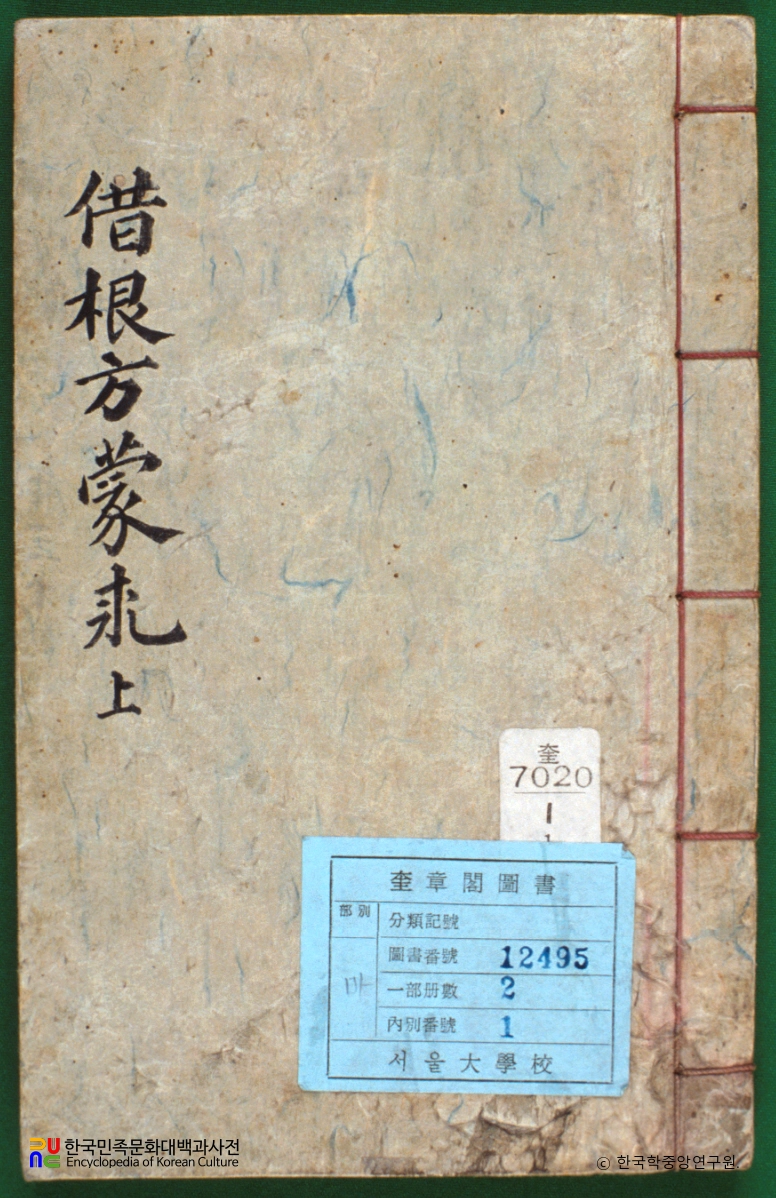 借根方蒙求 上
奎
7020
1
1
奎章閣圖書
部別
分類記號
圖書番號 12495
마
一部册數 2
內別番號 1
서울大學校
한국민족문화대백과사전
Encyclopedia of Korean Culture
ⓒ 한국학중앙연구원